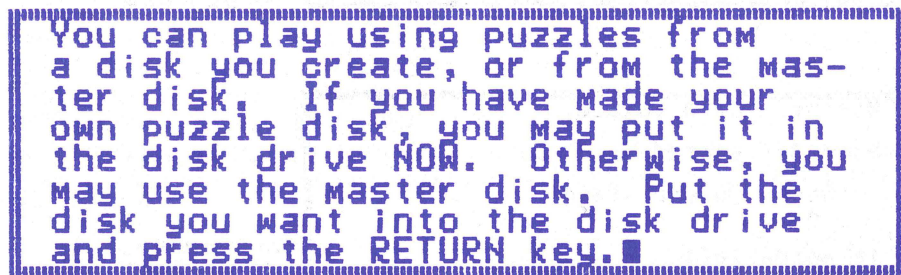 You can play using puzzles from
a disk you create, or from the mas-
ter disk.  If you have made your
own puzzle disk, you may put it in
the disk drive NOW.  Otherwise, you
may use the master disk.  Put the
disk you want into the disk drive
and press the RETURN key.